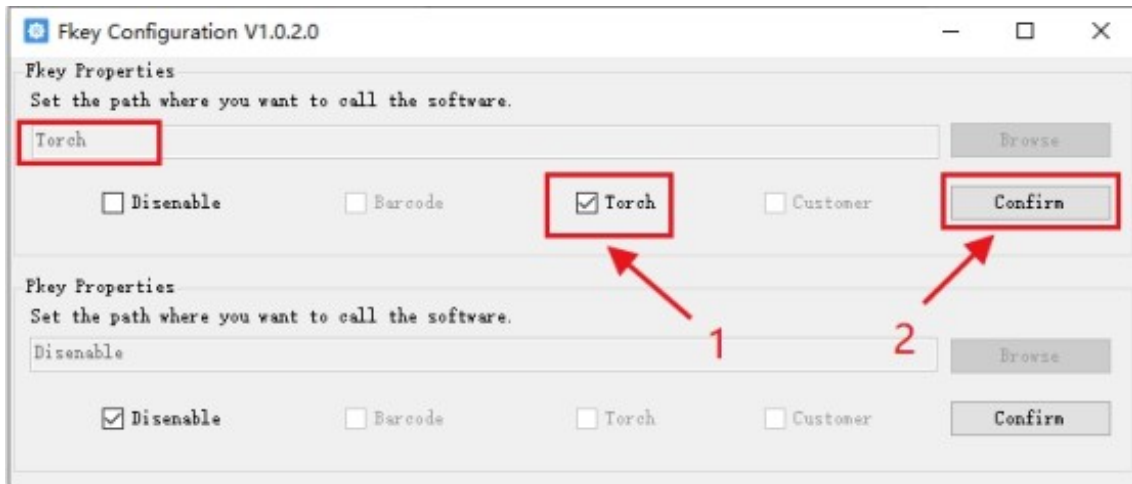 Fkey Configuration V1.0.2.0
Fkey Properties
Set the path where you want to call the software.
Torch Browse
Disenable Barcode Torch Customer Confirm
1 2
Fkey Properties
Set the path where you want to call the software.
Disenable Browse
Disenable Barcode Torch Customer Confirm